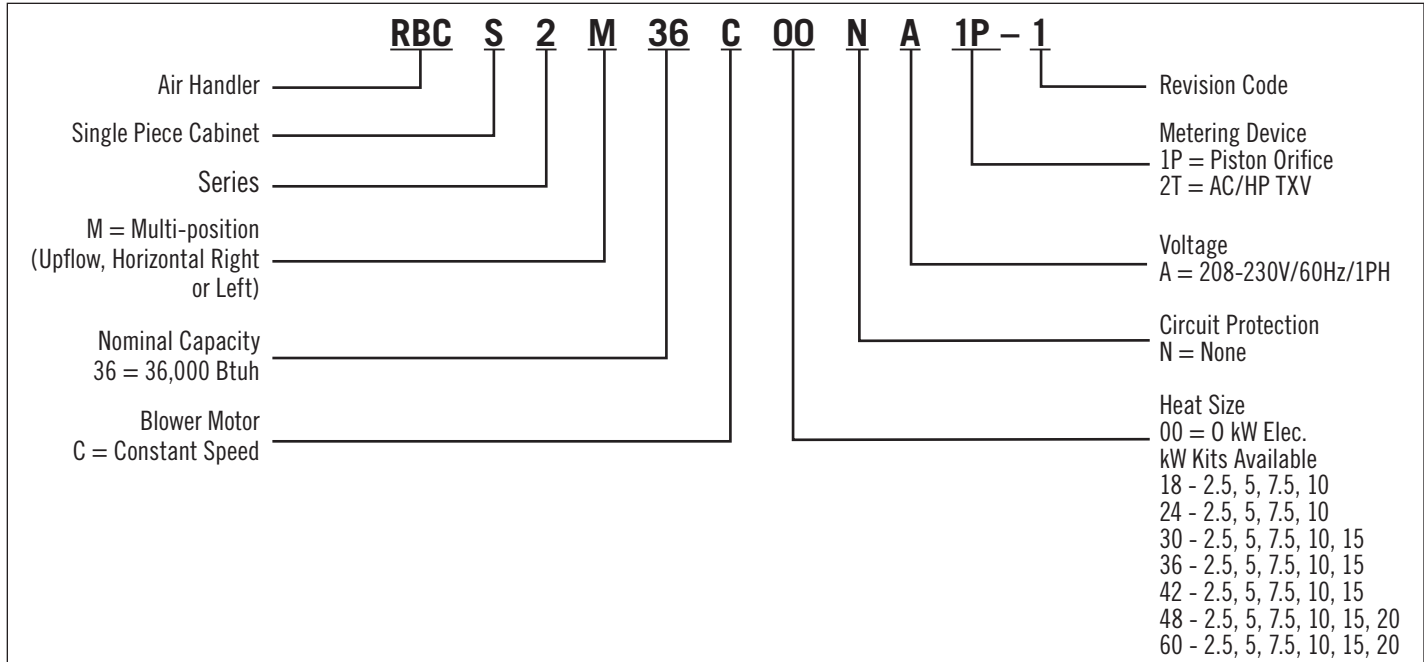 RBC S 2 M 36 C 00 N A 1P – 1
Air Handler
Single Piece Cabinet
Series
M = Multi-position
(Upflow, Horizontal Right
or Left)
Nominal Capacity
36 = 36,000 Btuh
Blower Motor
C = Constant Speed
Revision Code
Metering Device
1P = Piston Orifice
2T = AC/HP TXV
Voltage
A = 208-230V/60Hz/1PH
Circuit Protection
N = None
Heat Size
00 = 0 kW Elec.
kW Kits Available
18 - 2.5, 5, 7.5, 10
24 - 2.5, 5, 7.5, 10
30 - 2.5, 5, 7.5, 10, 15
36 - 2.5, 5, 7.5, 10, 15
42 - 2.5, 5, 7.5, 10, 15
48 - 2.5, 5, 7.5, 10, 15, 20
60 - 2.5, 5, 7.5, 10, 15, 20